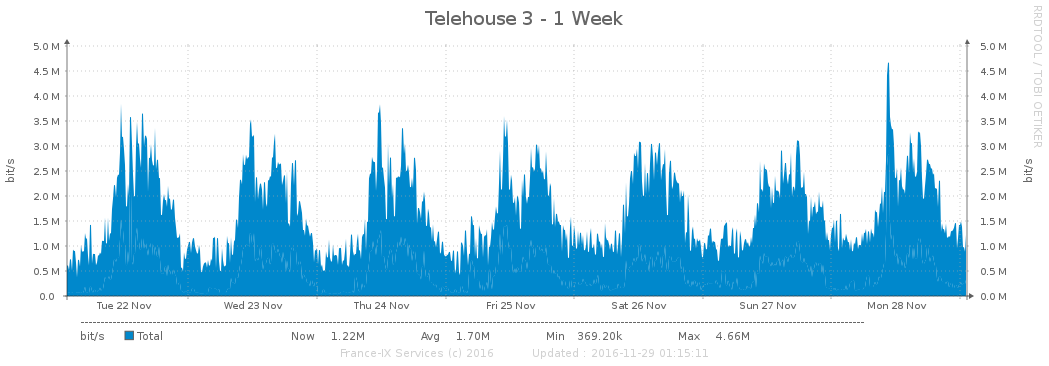 Telehouse 3 - 1 Week
RRDTOOL / TOBI OETIKER
bit/s
5.0 M
4.5 M
4.0 M
3.5 M
3.0 M
2.5 M
2.0 M
1.5 M
1.0 M
0.5 M
0.0
5.0 M
4.5 M
4.0 M
3.5 M
3.0 M
2.5 M
2.0 M
1.5 M
1.0 M
0.5 M
0.0 M
bit/s
Tue 22 Nov Wed 23 Nov Thu 24 Nov Fri 25 Nov Sat 26 Nov Sun 27 Nov Mon 28 Nov
bit/s Total Now 1.22M Avg 1.70M Min 369.20k Max 4.66M
France-IX Services (c) 2016 Updated : 2016-11-29 01:15:11